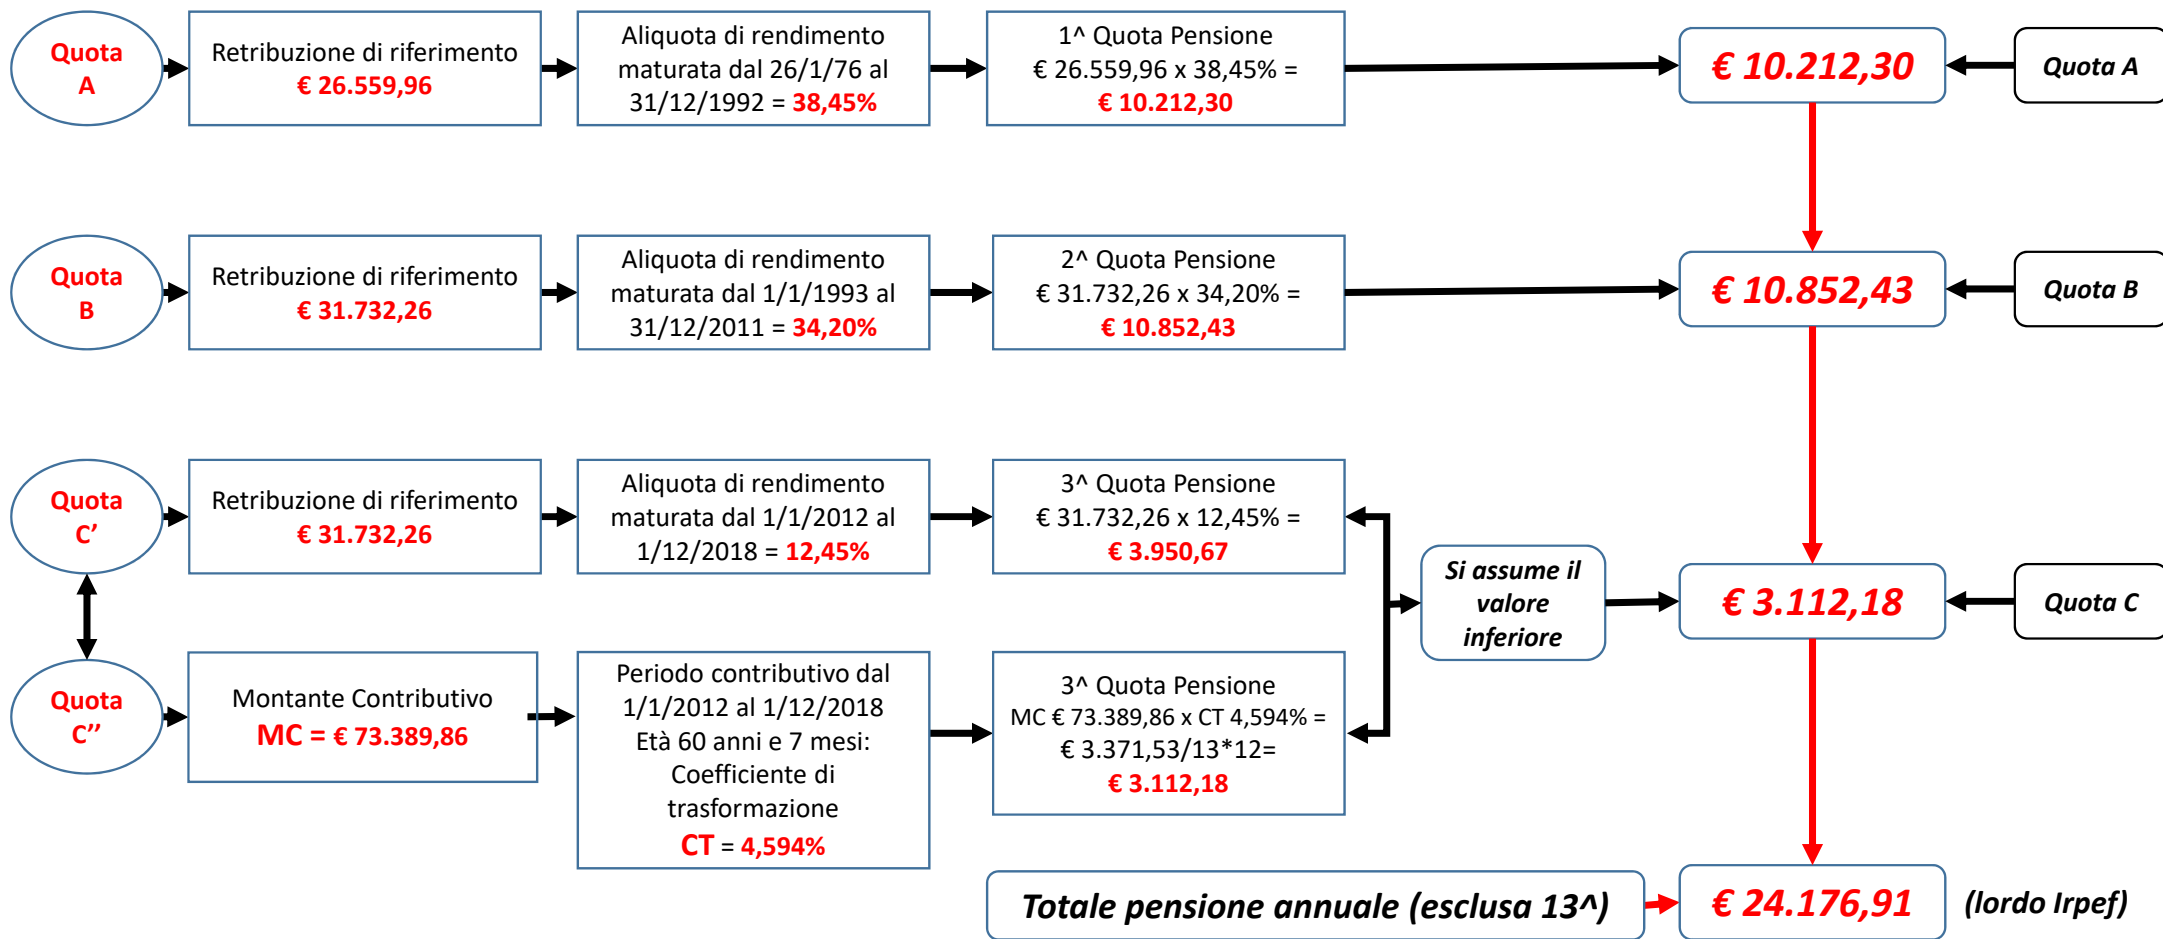 Quota
A
Retribuzione di riferimento
€ 26.559,96
Aliquota di rendimento
maturata dal 26/1/76 al
31/12/1992 = 38,45%
1^ Quota Pensione
€ 26.559,96 x 38,45% =
€ 10.212,30
€ 10.212,30
Quota A
Quota
B
Retribuzione di riferimento
€ 31.732,26
Aliquota di rendimento
maturata dal 1/1/1993 al
31/12/2011 = 34,20%
2^ Quota Pensione
€ 31.732,26 x 34,20% =
€ 10.852,43
€ 10.852,43
Quota B
Quota
C’
Retribuzione di riferimento
€ 31.732,26
Aliquota di rendimento
maturata dal 1/1/2012 al
1/12/2018 = 12,45%
3^ Quota Pensione
€ 31.732,26 x 12,45% =
€ 3.950,67
Si assume il
valore
inferiore
€ 3.112,18
Quota C
Quota
C’’
Montante Contributivo
MC = € 73.389,86
Periodo contributivo dal
1/1/2012 al 1/12/2018
Età 60 anni e 7 mesi:
Coefficiente di
trasformazione
CT = 4,594%
3^ Quota Pensione
MC € 73.389,86 x CT 4,594% =
€ 3.371,53/13*12=
€ 3.112,18
Totale pensione annuale (esclusa 13^)
€ 24.176,91
(lordo Irpef)